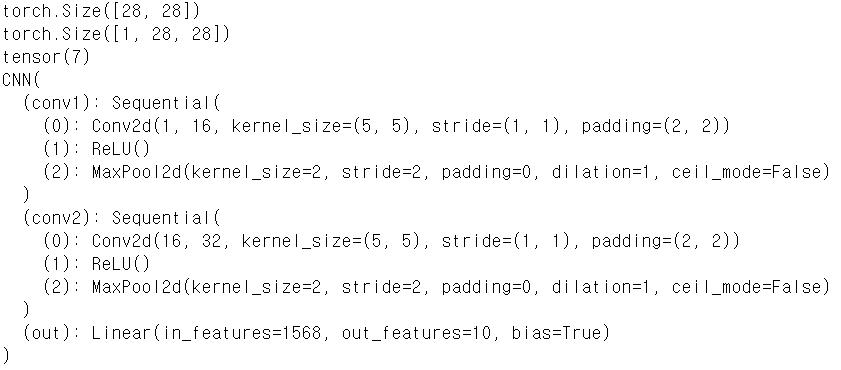 torch.Size([28, 28])
torch.Size([1, 28, 28])
tensor(7)
CNN(
  (conv1): Sequential(
    (0): Conv2d(1, 16, kernel_size=(5, 5), stride=(1, 1), padding=(2, 2))
    (1): ReLU()
    (2): MaxPool2d(kernel_size=2, stride=2, padding=0, dilation=1, ceil_mode=False)
  )
  (conv2): Sequential(
    (0): Conv2d(16, 32, kernel_size=(5, 5), stride=(1, 1), padding=(2, 2))
    (1): ReLU()
    (2): MaxPool2d(kernel_size=2, stride=2, padding=0, dilation=1, ceil_mode=False)
  )
  (out): Linear(in_features=1568, out_features=10, bias=True)
)